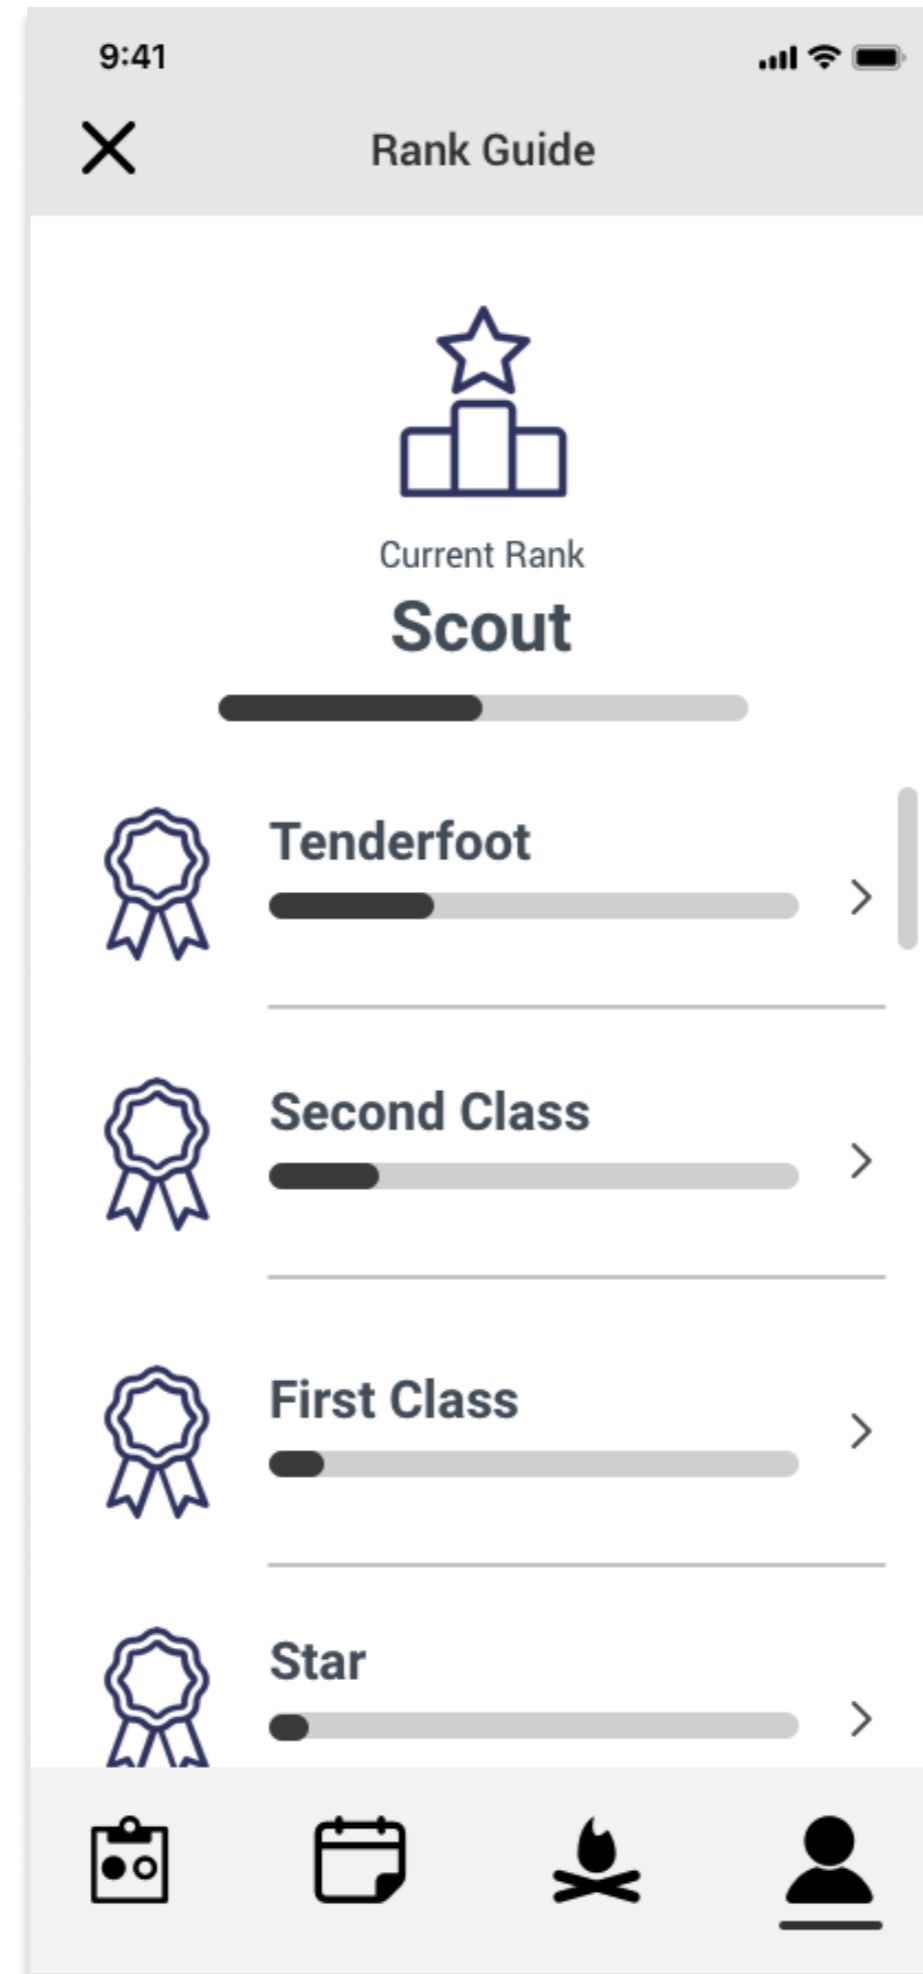 9:41
Rank Guide
Current Rank
Scout
Tenderfoot
Second Class
First Class
Star